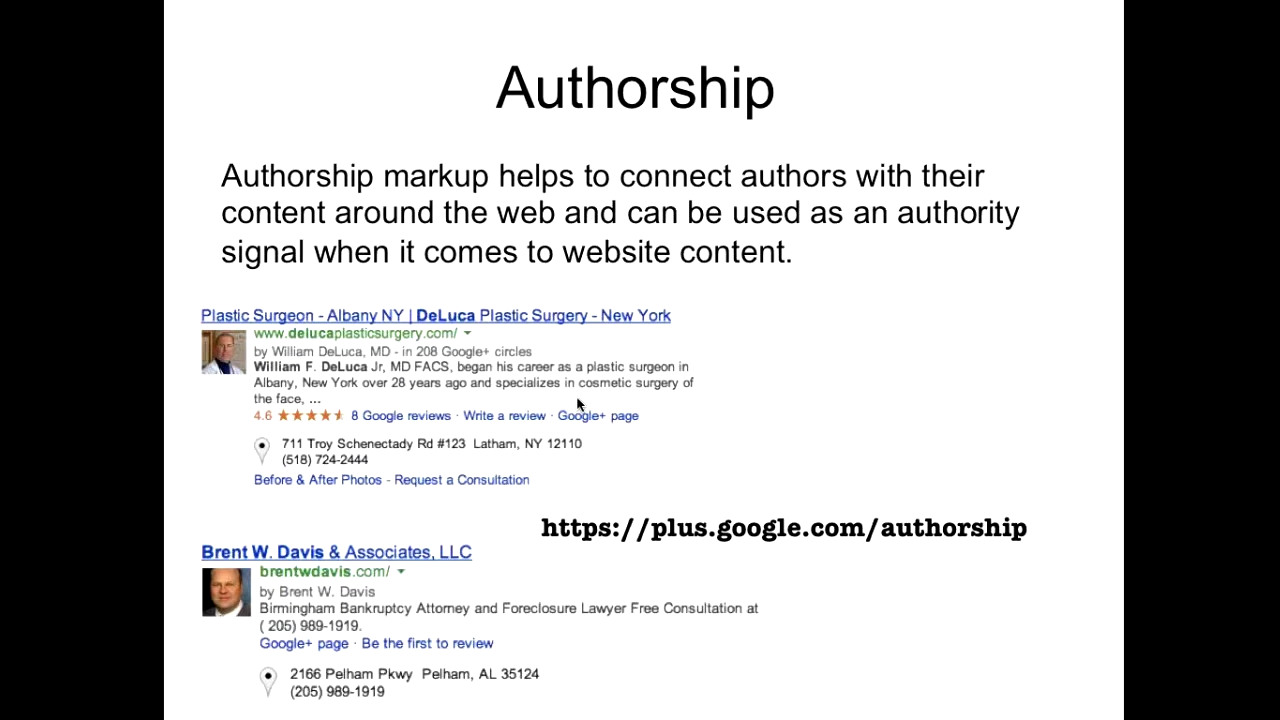 Authorship
Authorship markup helps to connect authors with their
content around the web and can be used as an authority
signal when it comes to website content.
Plastic Surgeon - Albany NY | DeLuca Plastic Surgery - New York
www.delucaplasticsurgery.com/
by William DeLuca, MD - in 208 Google+ circles
William F. DeLuca Jr, MD FACS, began his career as a plastic surgeon in
Albany, New York over 28 years ago and specializes in cosmetic surgery of
the face, ...
4.6 ★★★★★ 8 Google reviews · Write a review · Google+ page
711 Troy Schenectady Rd #123 Latham, NY 12110
(518) 724-2444
Before & After Photos - Request a Consultation
https://plus.google.com/authorship
Brent W. Davis & Associates, LLC
brentwdavis.com/
by Brent W. Davis
Birmingham Bankruptcy Attorney and Foreclosure Lawyer Free Consultation at
( 205) 989-1919.
Google+ page · Be the first to review
2166 Pelham Pkwy Pelham, AL 35124
(205) 989-1919